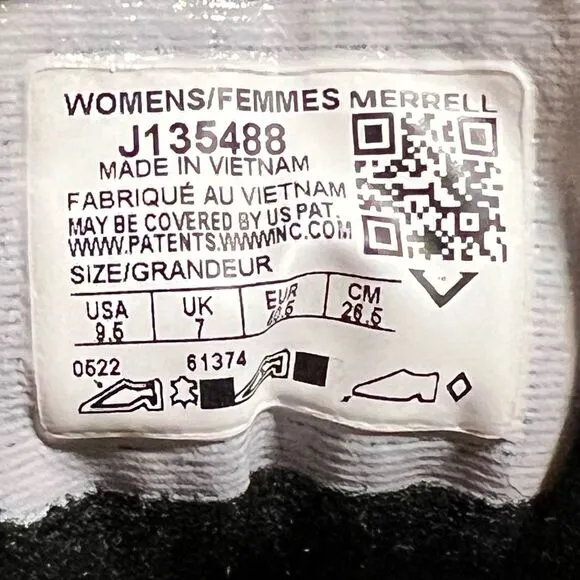 WOMENS/FEMMES MERRELL
J135488
MADE IN VIETNAM
FABRIQUÉ AU VIETNAM
MAY BE COVERED BY US PAT.
WWW.PATENTS.WWWINC.COM
SIZE/GRANDEUR
USA UK EUR CM
9.5 7 26.5
0522 61374